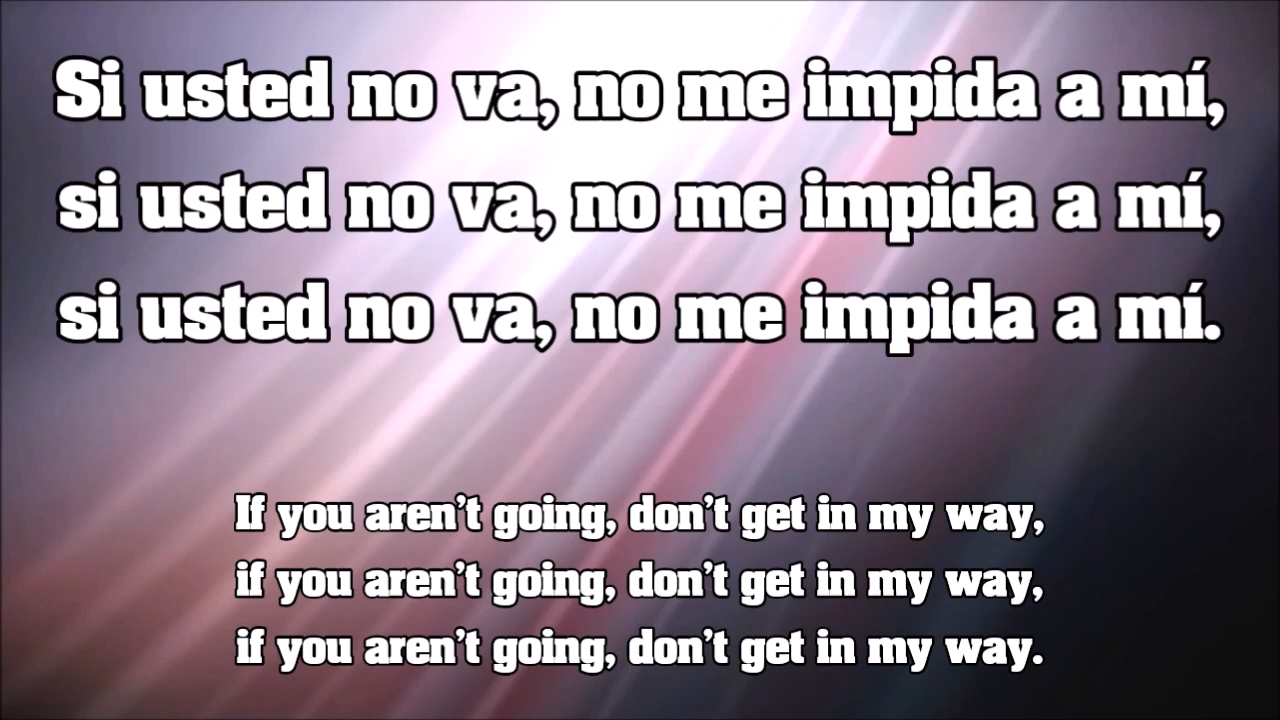 Si usted no va, no me impida a mí,
si usted no va, no me impida a mí,
si usted no va, no me impida a mí.
If you aren't going, don't get in my way,
if you aren't going, don't get in my way,
if you aren't going, don't get in my way.